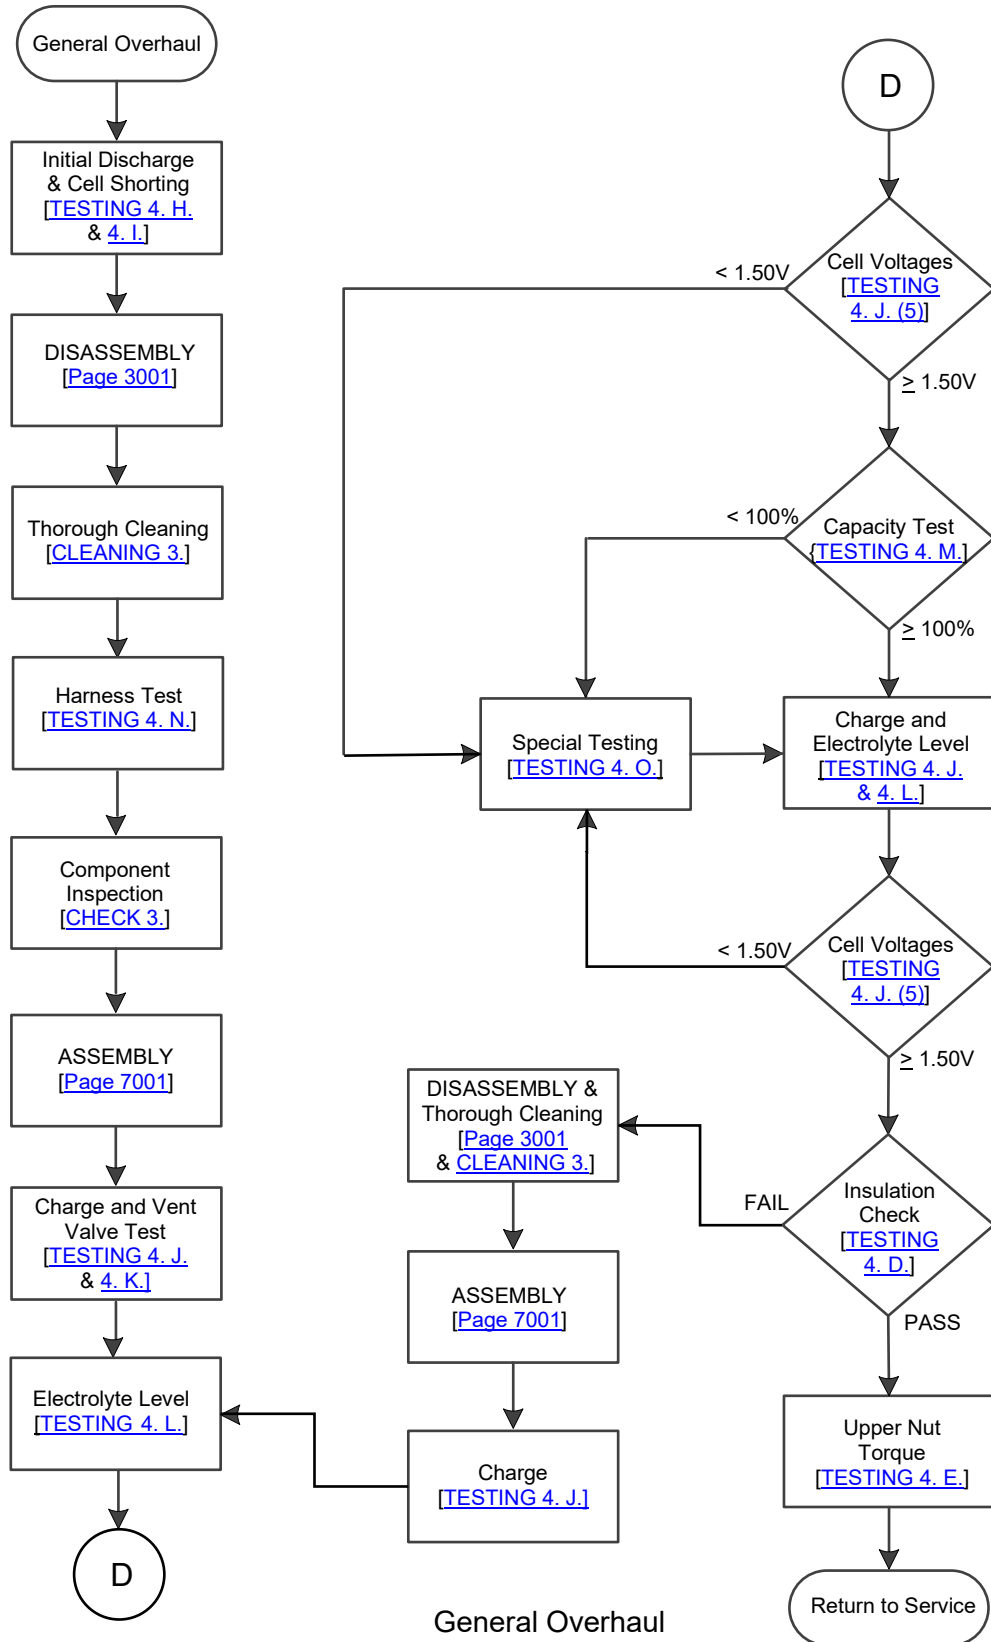 General Overhaul
Initial Discharge
& Cell Shorting
[TESTING 4. H.
& 4. I.]
DISASSEMBLY
[Page 3001]
Thorough Cleaning
[CLEANING 3.]
Harness Test
[TESTING 4. N.]
Component
Inspection
[CHECK 3.]
ASSEMBLY
[Page 7001]
Charge and Vent
Valve Test
[TESTING 4. J.
& 4. K.]
Electrolyte Level
[TESTING 4. L.]
D
D
Cell Voltages
[TESTING
4. J. (5)]
< 1.50V
≥ 1.50V
Capacity Test
{TESTING 4. M.]
< 100%
≥ 100%
Special Testing
[TESTING 4. O.]
Charge and
Electrolyte Level
[TESTING 4. J.
& 4. L.]
Cell Voltages
[TESTING
4. J. (5)]
< 1.50V
≥ 1.50V
Insulation
Check
[TESTING
4. D.]
FAIL
PASS
DISASSEMBLY &
Thorough Cleaning
[Page 3001
& CLEANING 3.]
ASSEMBLY
[Page 7001]
Charge
[TESTING 4. J.]
Upper Nut
Torque
[TESTING 4. E.]
Return to Service
General Overhaul